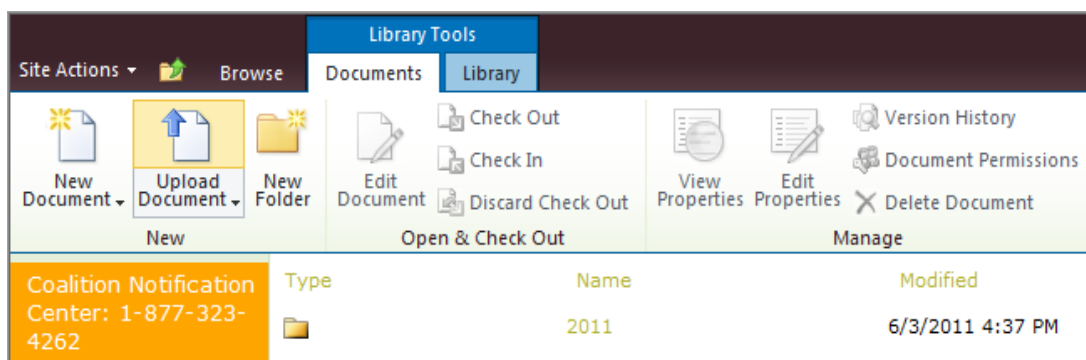 Library Tools
Site Actions Browse Documents Library
New Document Upload Document New Folder Edit Document Check Out Check In Discard Check Out View Properties Edit Properties Version History Document Permissions Delete Document
New Open & Check Out Manage
Coalition Notification
Center: 1-877-323-
4262
Type Name Modified
2011 6/3/2011 4:37 PM